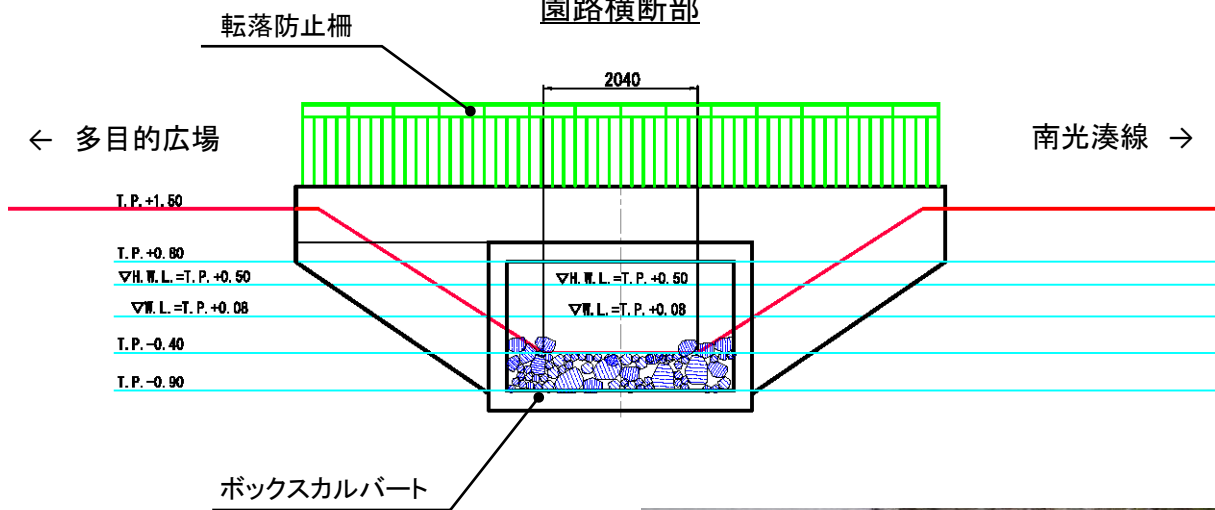 園路横断部
転落防止柵
2040
← 多目的広場
南光湊線 →
T.P.+1.50
T.P.+0.80
▽H.W.L.=T.P.+0.50
▽H.W.L.=T.P.+0.50
▽W.L.=T.P.+0.08
▽W.L.=T.P.+0.08
T.P.-0.40
T.P.-0.90
ボックスカルバート